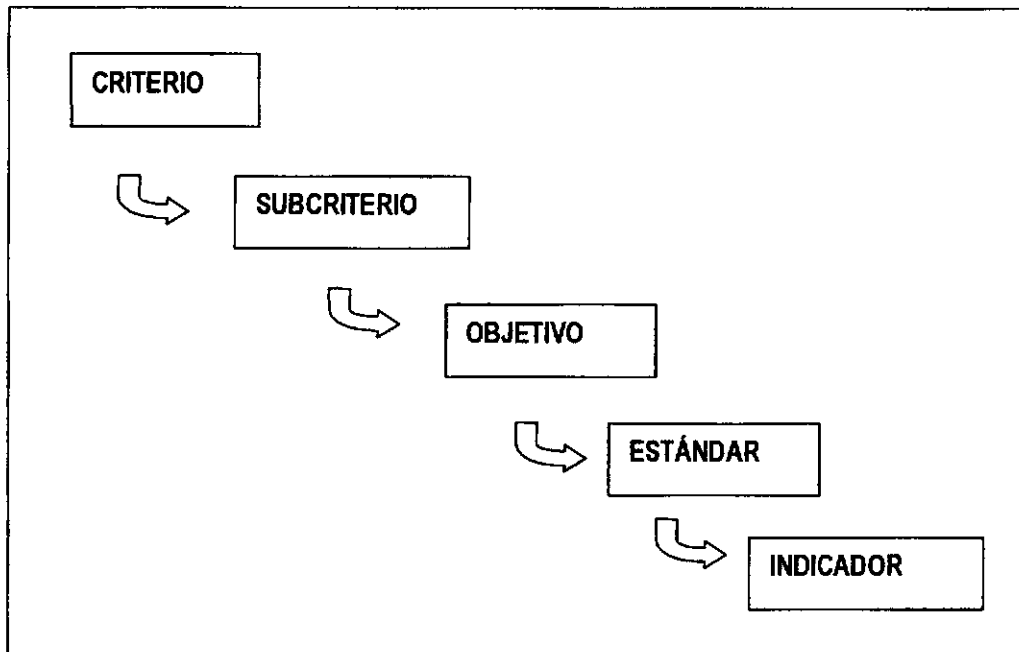 CRITERIO
SUBCRITERIO
OBJETIVO
ESTÁNDAR
INDICADOR